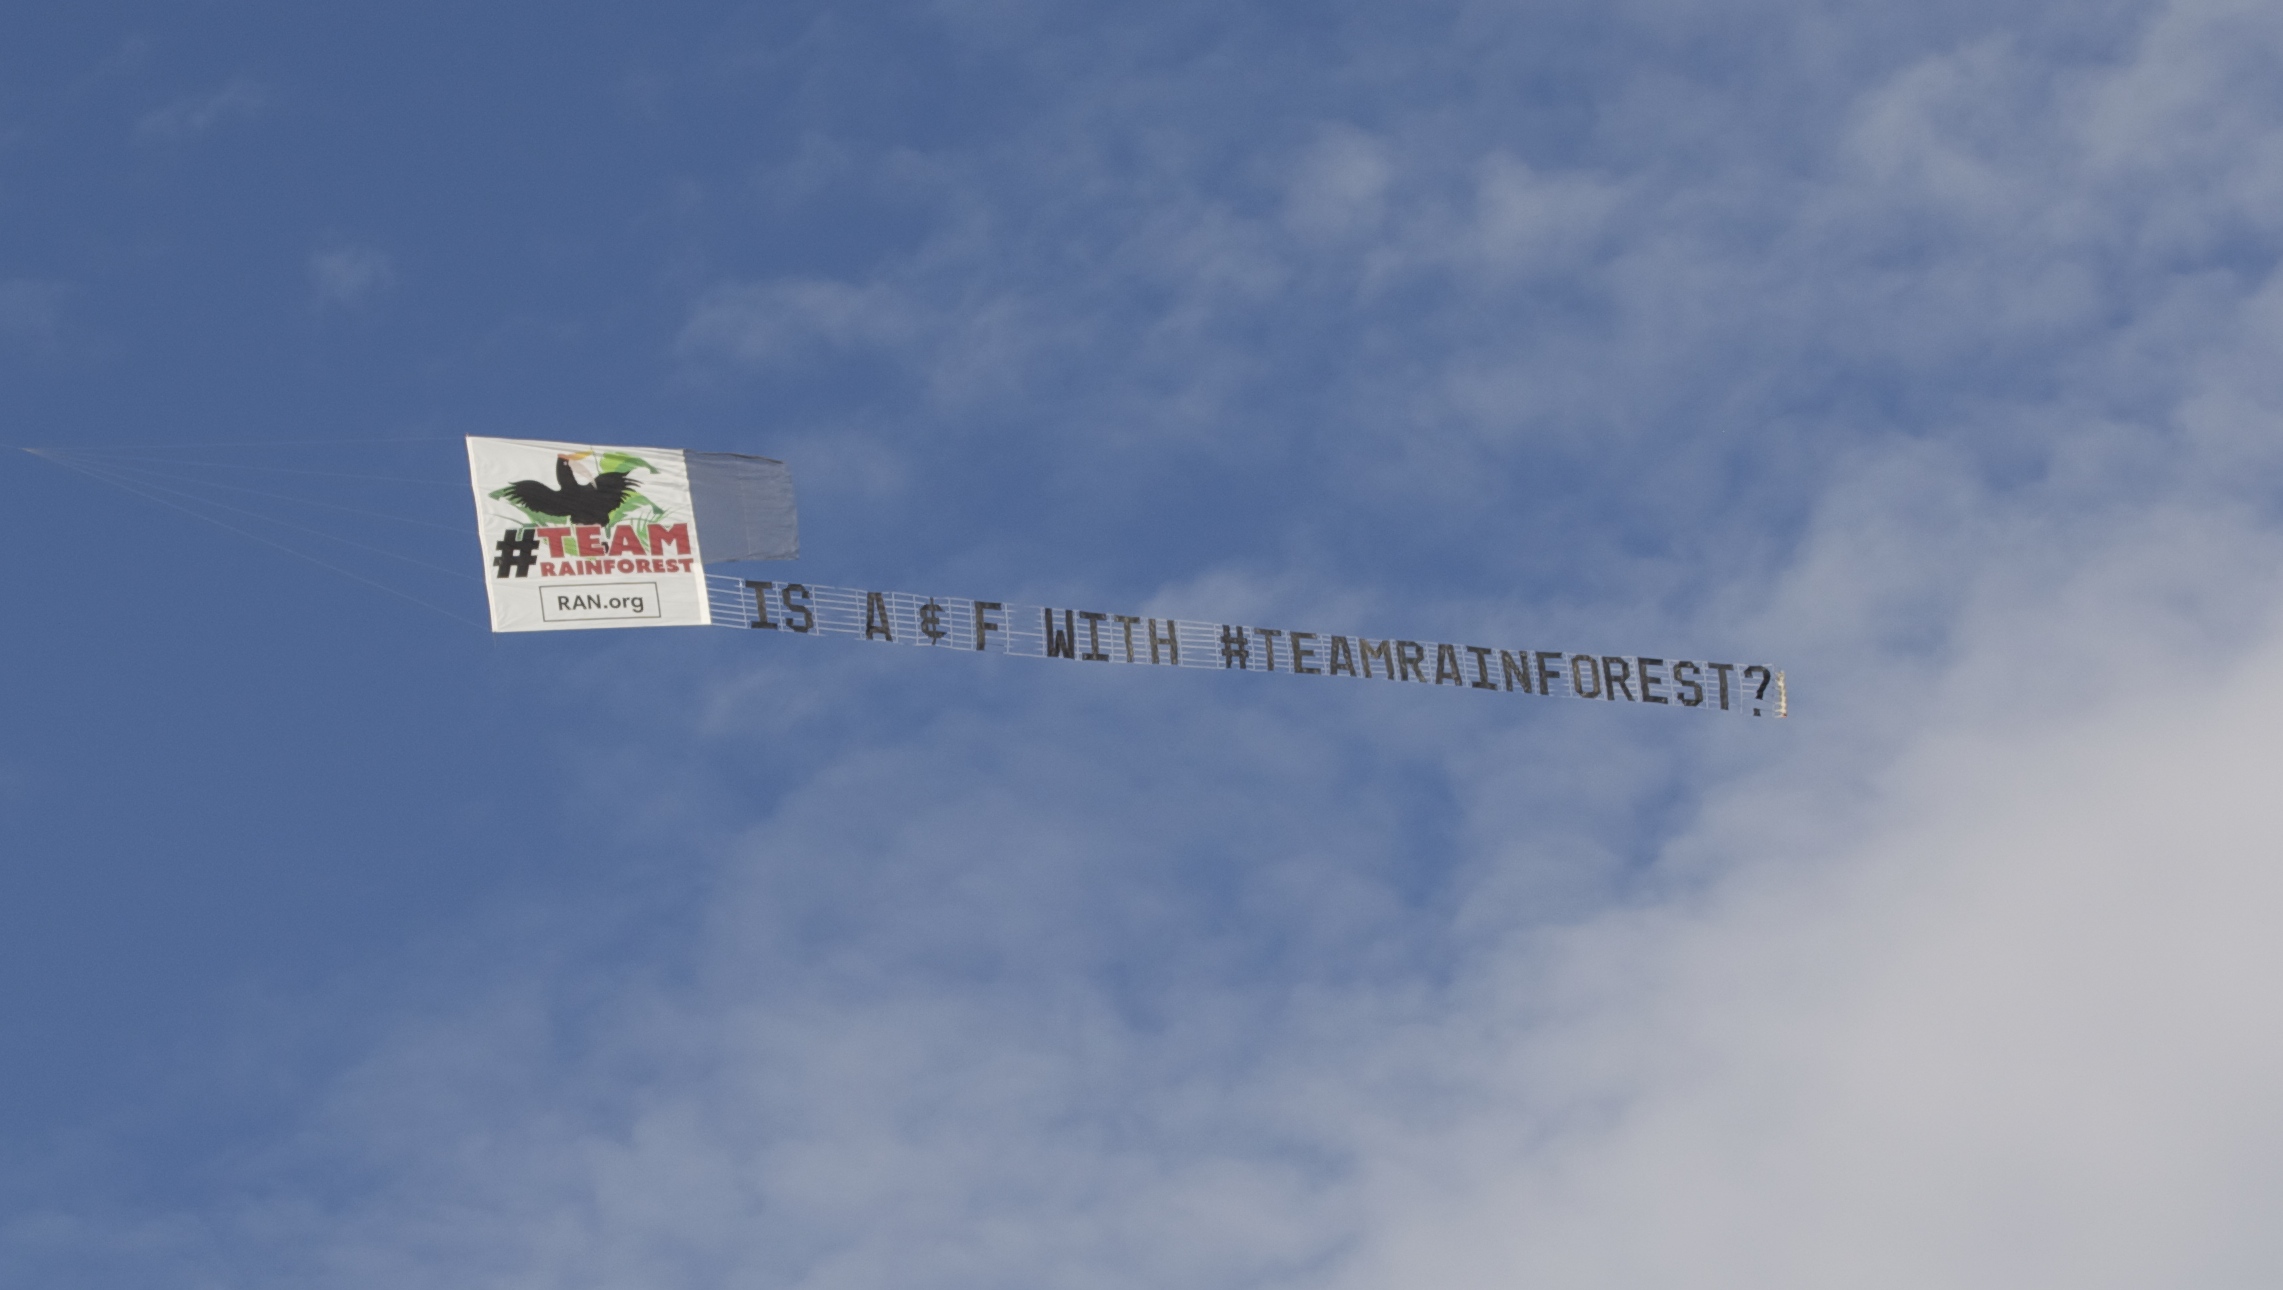 #TEAM
RAINFOREST
RAN.org
IS A & F WITH #TEAMRAINFOREST?